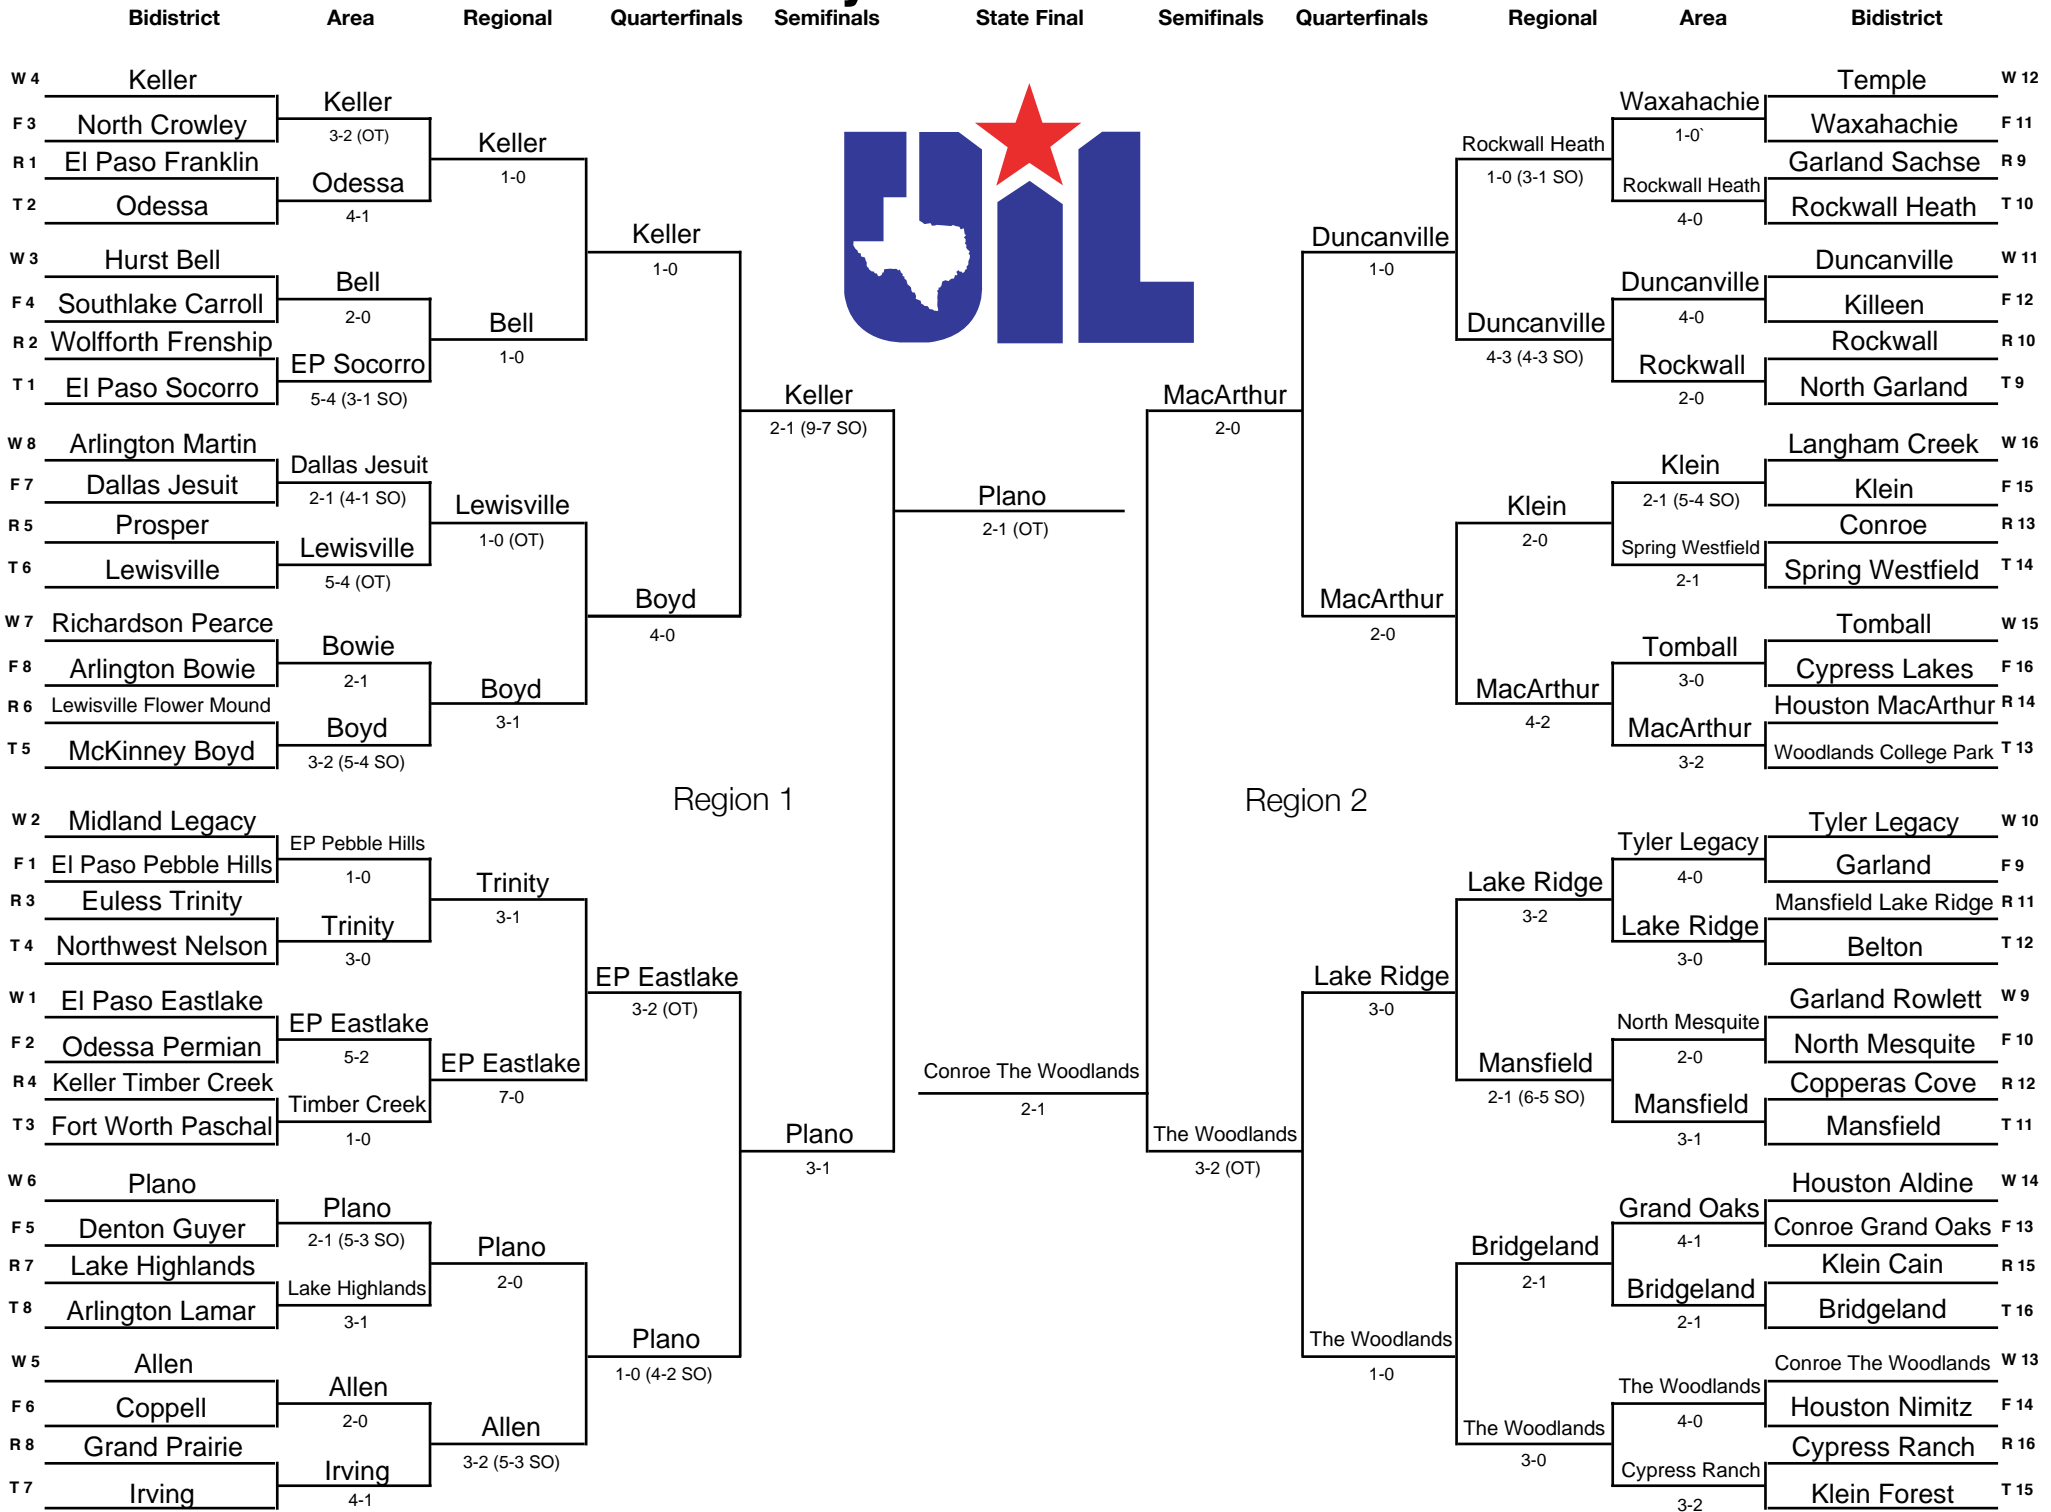 Bidistrict Area Regional Quarterfinals Semifinals State Final Semifinals Quarterfinals Regional Area Bidistrict
W 4 Keller
Keller
F 3 North Crowley
3-2 (OT)
Keller
R 1 El Paso Franklin
1-0
Odessa
T 2 Odessa
4-1
Keller
1-0
W 3 Hurst Bell
Bell
F 4 Southlake Carroll
2-0
Bell
R 2 Wolfforth Frenship
1-0
EP Socorro
T 1 El Paso Socorro
5-4 (3-1 SO)
Keller
2-1 (9-7 SO)
W 8 Arlington Martin
Dallas Jesuit
F 7 Dallas Jesuit
2-1 (4-1 SO)
Lewisville
R 5 Prosper
1-0 (OT)
Lewisville
T 6 Lewisville
5-4 (OT)
Boyd
4-0
W 7 Richardson Pearce
Bowie
F 8 Arlington Bowie
2-1
Boyd
R 6 Lewisville Flower Mound
3-1
Boyd
T 5 McKinney Boyd
3-2 (5-4 SO)
Region 1
W 2 Midland Legacy
EP Pebble Hills
F 1 El Paso Pebble Hills
1-0
Trinity
R 3 Euless Trinity
3-1
Trinity
T 4 Northwest Nelson
3-0
EP Eastlake
3-2 (OT)
W 1 El Paso Eastlake
EP Eastlake
F 2 Odessa Permian
5-2
EP Eastlake
R 4 Keller Timber Creek
7-0
Timber Creek
T 3 Fort Worth Paschal
1-0
Plano
3-1
W 6 Plano
Plano
F 5 Denton Guyer
2-1 (5-3 SO)
Plano
R 7 Lake Highlands
2-0
Lake Highlands
T 8 Arlington Lamar
3-1
Plano
1-0 (4-2 SO)
W 5 Allen
Allen
F 6 Coppell
2-0
Allen
R 8 Grand Prairie
3-2 (5-3 SO)
Irving
T 7 Irving
4-1
UIL
Plano
2-1 (OT)
Conroe The Woodlands
2-1
Temple W 12
Waxahachie
Waxahachie F 11
1-0`
Rockwall Heath
Garland Sachse R 9
1-0 (3-1 SO)
Rockwall Heath
Rockwall Heath T 10
4-0
Duncanville
1-0
Duncanville W 11
Duncanville
Killeen F 12
4-0
Duncanville
Rockwall R 10
4-3 (4-3 SO)
Rockwall
North Garland T 9
2-0
MacArthur
2-0
Langham Creek W 16
Klein
Klein F 15
2-1 (5-4 SO)
Klein
Conroe R 13
2-0
Spring Westfield
Spring Westfield T 14
2-1
MacArthur
2-0
Tomball W 15
Tomball
Cypress Lakes F 16
3-0
MacArthur
Houston MacArthur R 14
4-2
MacArthur
Woodlands College Park T 13
3-2
Region 2
Tyler Legacy W 10
Tyler Legacy
Garland F 9
4-0
Lake Ridge
Mansfield Lake Ridge R 11
3-2
Lake Ridge
Belton T 12
3-0
Lake Ridge
3-0
Garland Rowlett W 9
North Mesquite
North Mesquite F 10
2-0
Mansfield
Copperas Cove R 12
2-1 (6-5 SO)
Mansfield
Mansfield T 11
3-1
The Woodlands
3-2 (OT)
Houston Aldine W 14
Grand Oaks
Conroe Grand Oaks F 13
4-1
Bridgeland
Klein Cain R 15
2-1
Bridgeland
Bridgeland T 16
2-1
The Woodlands
1-0
Conroe The Woodlands W 13
The Woodlands
Houston Nimitz F 14
4-0
The Woodlands
Cypress Ranch R 16
3-0
Cypress Ranch
Klein Forest T 15
3-2